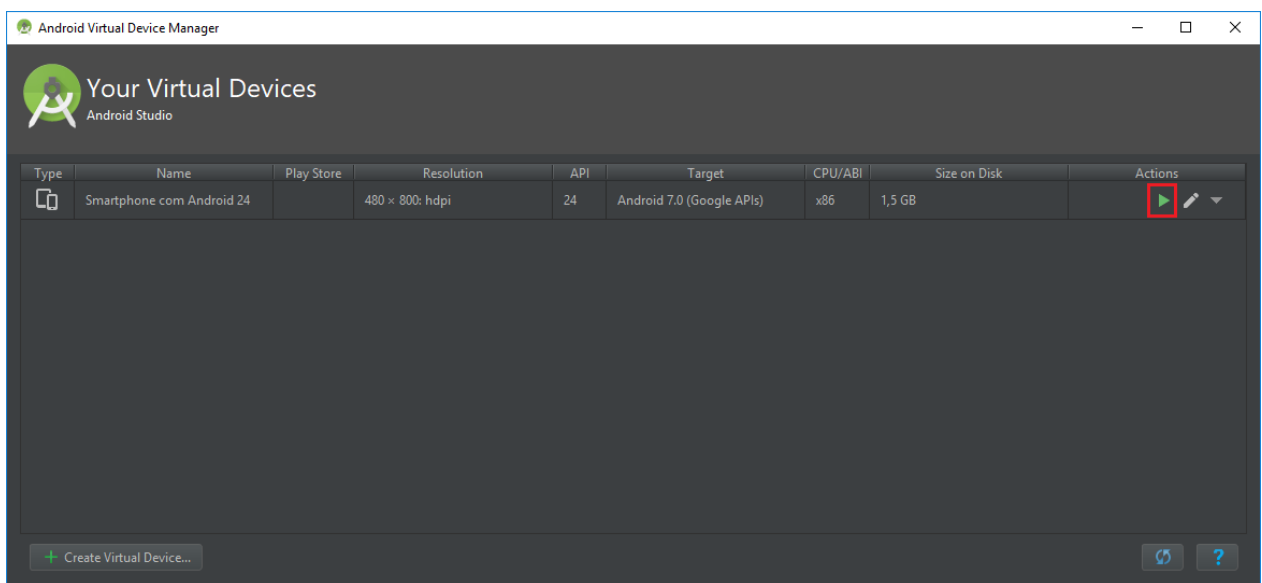 Android Virtual Device Manager
Your Virtual Devices
Android Studio
Type Name Play Store Resolution API Target CPU/ABI Size on Disk Actions
Smartphone com Android 24 480 × 800: hdpi 24 Android 7.0 (Google APIs) x86 1,5 GB
+ Create Virtual Device... ?